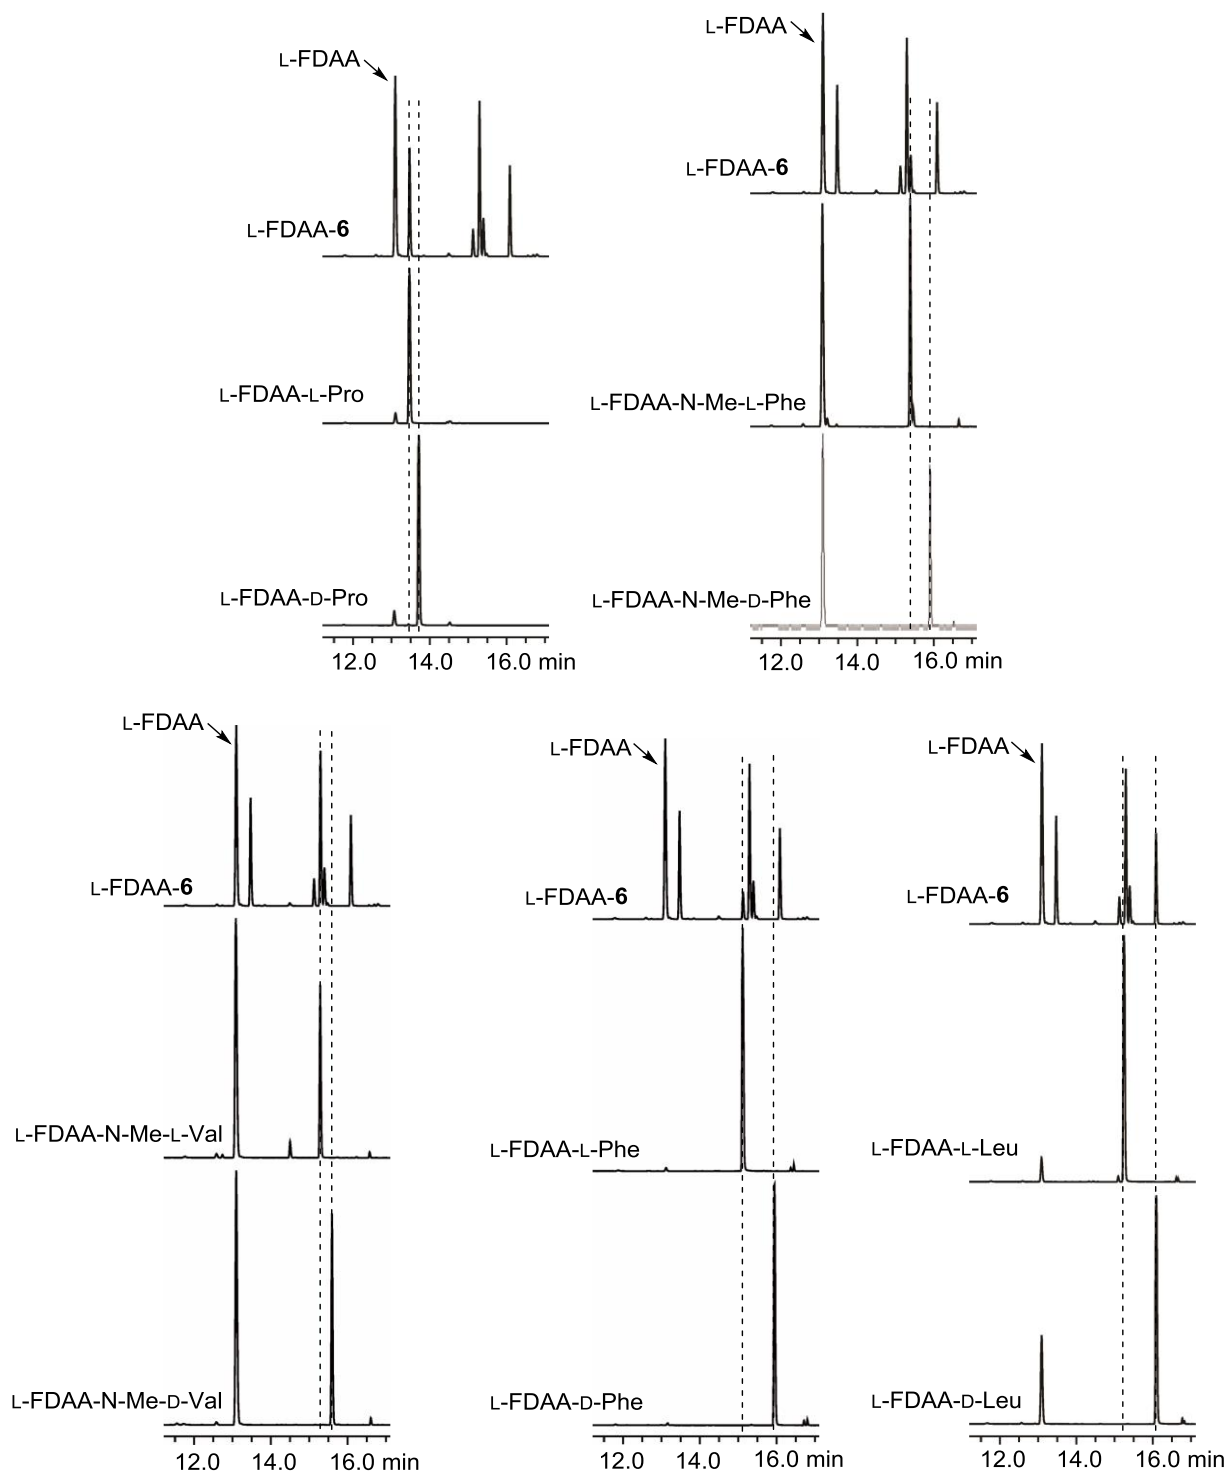 L-FDAA
L-FDAA-6
L-FDAA-L-Pro
L-FDAA-D-Pro
12.0 14.0 16.0 min
L-FDAA
L-FDAA-6
L-FDAA-N-Me-L-Phe
L-FDAA-N-Me-D-Phe
12.0 14.0 16.0 min
L-FDAA
L-FDAA-6
L-FDAA-N-Me-L-Val
L-FDAA-N-Me-D-Val
12.0 14.0 16.0 min
L-FDAA
L-FDAA-6
L-FDAA-L-Phe
L-FDAA-D-Phe
12.0 14.0 16.0 min
L-FDAA
L-FDAA-6
L-FDAA-L-Leu
L-FDAA-D-Leu
12.0 14.0 16.0 min